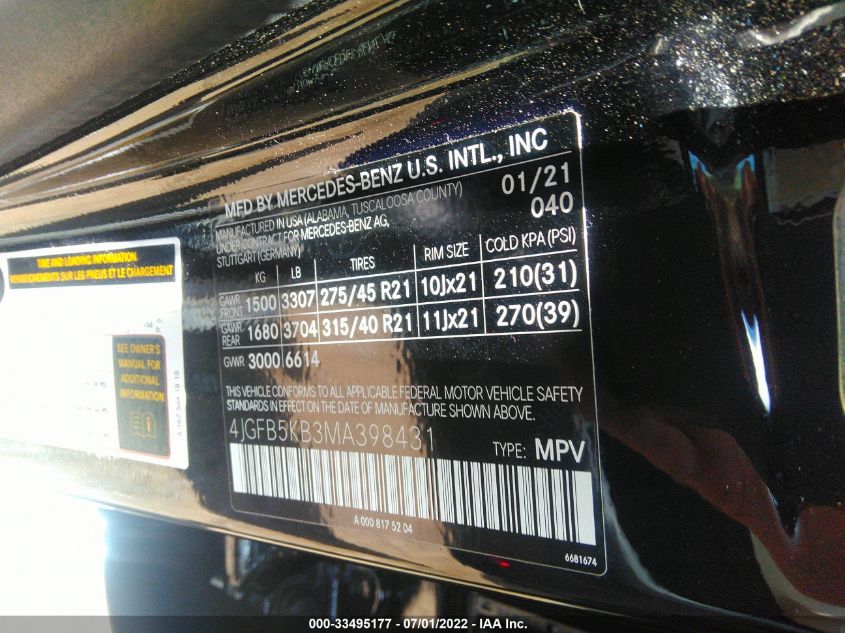 TIRE AND LOADING INFORMATION
RENSEIGNEMENTS SUR LES PNEUS ET LE CHARGEMENT
SEE OWNER'S
MANUAL FOR
ADDITIONAL
INFORMATION
MFD BY MERCEDES-BENZ U.S. INTL., INC
MANUFACTURED IN USA (ALABAMA, TUSCALOOSA COUNTY)
UNDER CONTRACT FOR MERCEDES-BENZ AG,
STUTTGART (GERMANY)
01/21
040
KG LB TIRES RIM SIZE COLD KPA (PSI)
GAWR FRONT 1500 3307 275/45 R21 10Jx21 210(31)
GAWR REAR 1680 3704 315/40 R21 11Jx21 270(39)
GVWR 3000 6614
THIS VEHICLE CONFORMS TO ALL APPLICABLE FEDERAL MOTOR VEHICLE SAFETY
STANDARDS IN EFFECT ON THE DATE OF MANUFACTURE SHOWN ABOVE.
4JGFB5KB3MA398431 TYPE: MPV
A 000 817 52 04
6681674
000-33495177 - 07/01/2022 - IAA Inc.